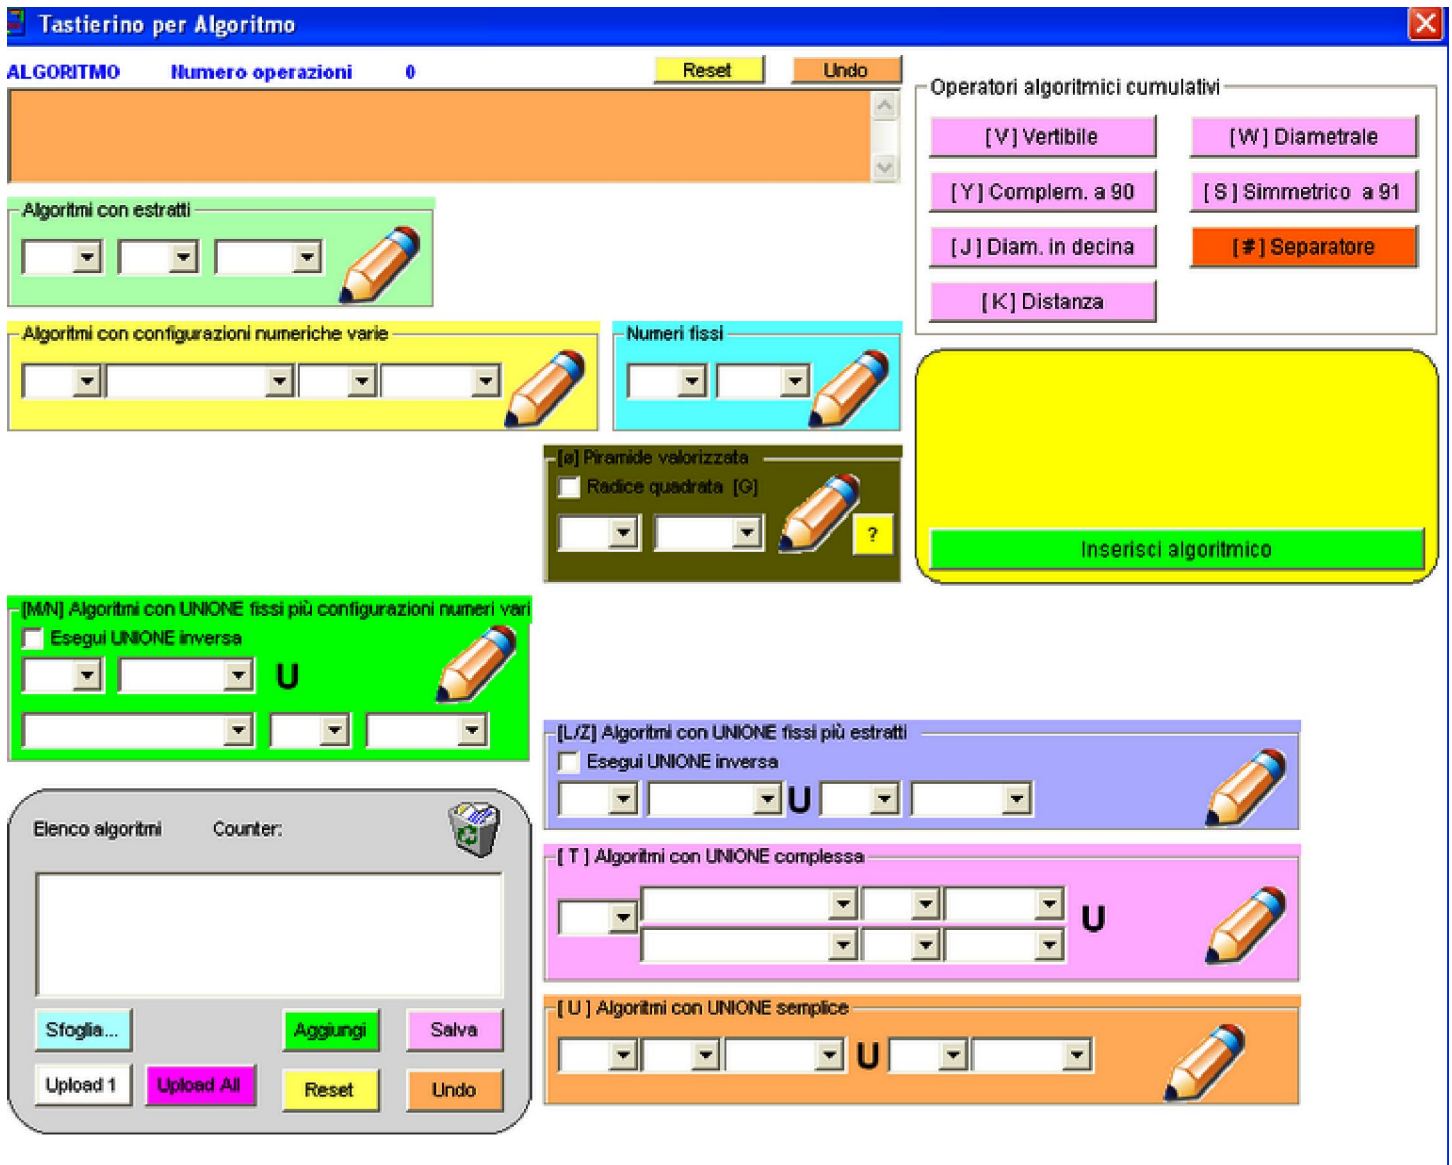 Tastierino per Algoritmo
ALGORITMO Numero operazioni 0 Reset Undo
Operatori algoritmici cumulativi
[V] Vertibile [W] Diametrale
[Y] Complem. a 90 [S] Simmetrico a 91
[J] Diam. in decina [#] Separatore
[K] Distanza
Algoritmi con estratti
Algoritmi con configurazioni numeriche varie
Numeri fissi
[ø] Piramide valorizzata
Radice quadrata [G]
?
Inserisci algoritmico
[M/N] Algoritmi con UNIONE fissi più configurazioni numeri vari
Esegui UNIONE inversa
U
[L/Z] Algoritmi con UNIONE fissi più estratti
Esegui UNIONE inversa
U
[T] Algoritmi con UNIONE complessa
U
[U] Algoritmi con UNIONE semplice
U
Elenco algoritmi Counter:
Sfoglia... Aggiungi Salva
Upload 1 Upload All Reset Undo